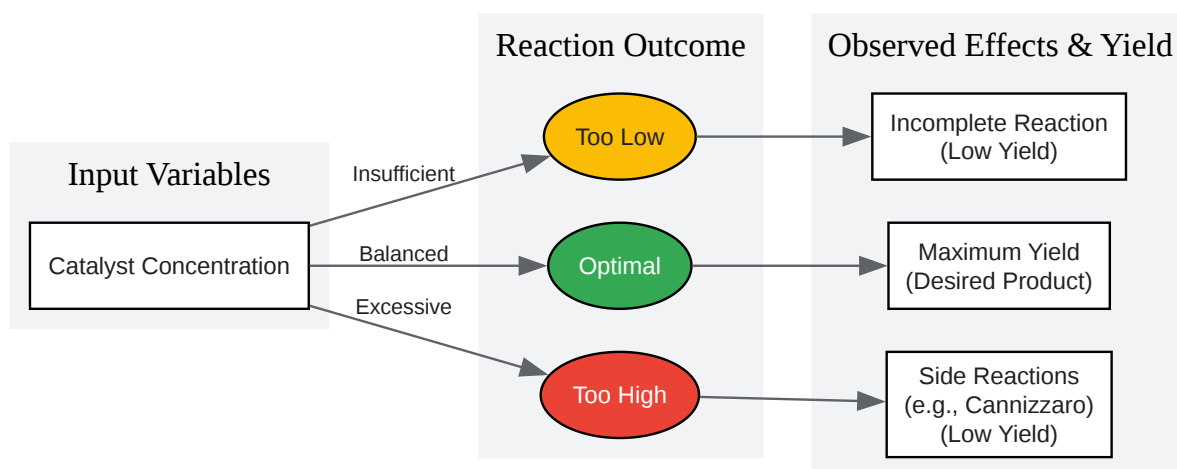 Input Variables
Catalyst Concentration
Insufficient
Balanced
Excessive
Reaction Outcome
Too Low
Optimal
Too High
Observed Effects & Yield
Incomplete Reaction
(Low Yield)
Maximum Yield
(Desired Product)
Side Reactions
(e.g., Cannizzaro)
(Low Yield)